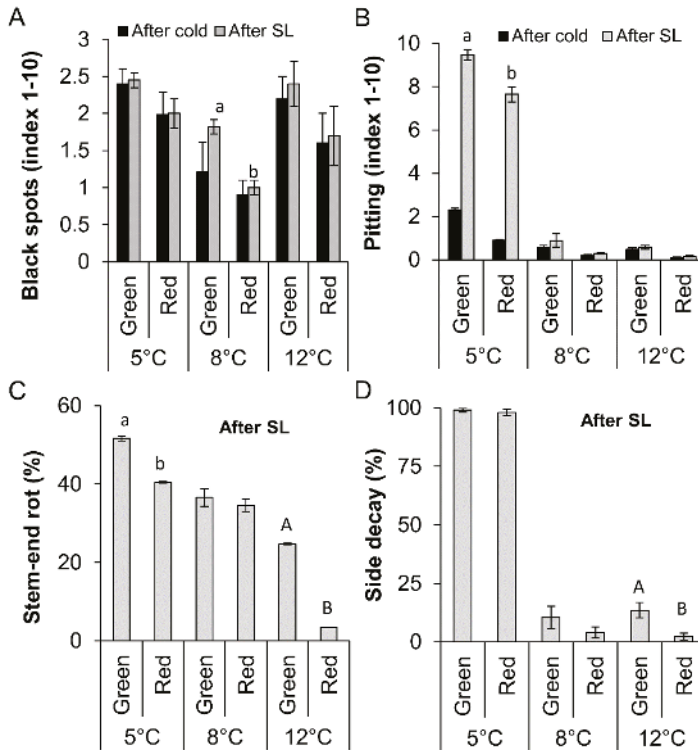 A
After cold After SL
Black spots (index 1-10)
2.5
2
1.5
1
0.5
0
a
b
Green Red Green Red Green Red
5°C 8°C 12°C
B
After cold After SL
Pitting (index 1-10)
10
8
6
4
2
0
a
b
Green Red Green Red Green Red
5°C 8°C 12°C
C
After SL
Stem-end rot (%)
60
40
20
0
a
b
A
B
Green Red Green Red Green Red
5°C 8°C 12°C
D
After SL
Side decay (%)
100
75
50
25
0
A
B
Green Red Green Red Green Red
5°C 8°C 12°C